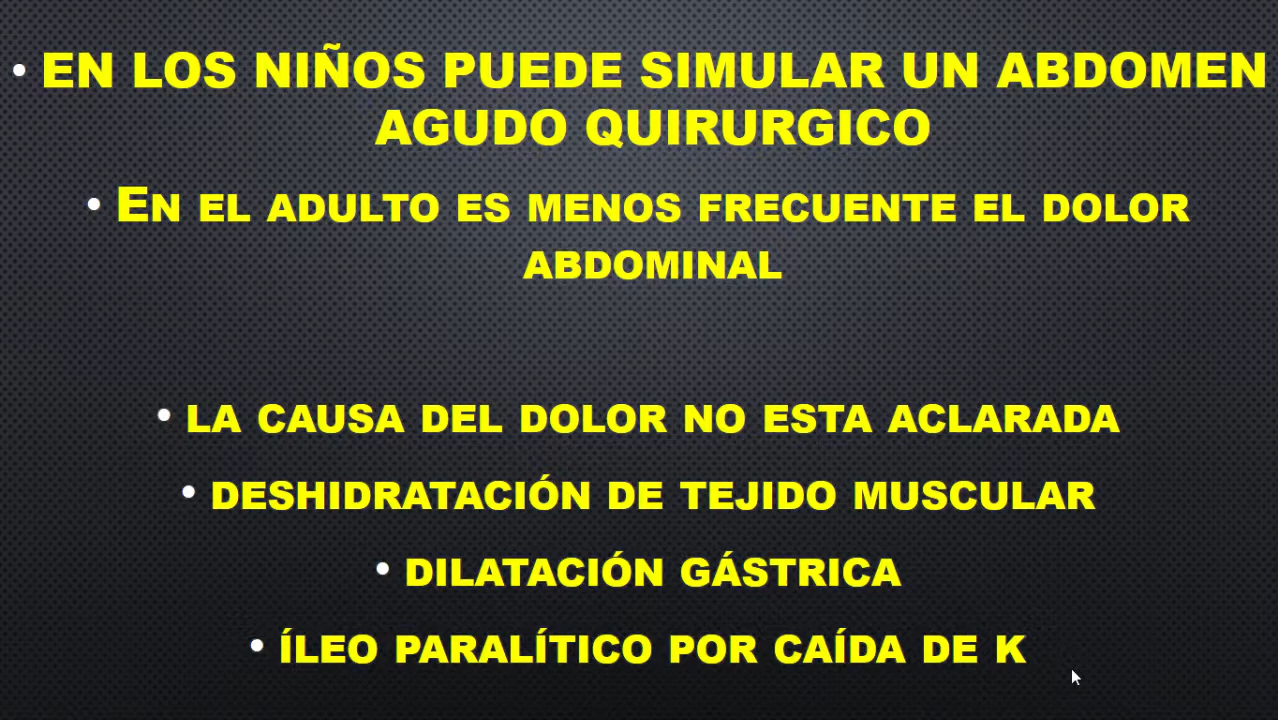 • EN LOS NIÑOS PUEDE SIMULAR UN ABDOMEN
AGUDO QUIRURGICO
• EN EL ADULTO ES MENOS FRECUENTE EL DOLOR
ABDOMINAL
• LA CAUSA DEL DOLOR NO ESTA ACLARADA
• DESHIDRATACIÓN DE TEJIDO MUSCULAR
• DILATACIÓN GÁSTRICA
• ÍLEO PARALÍTICO POR CAÍDA DE K